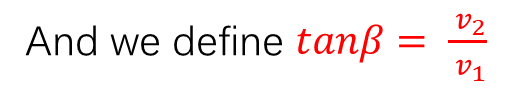 And we define tanβ = v₂/v₁